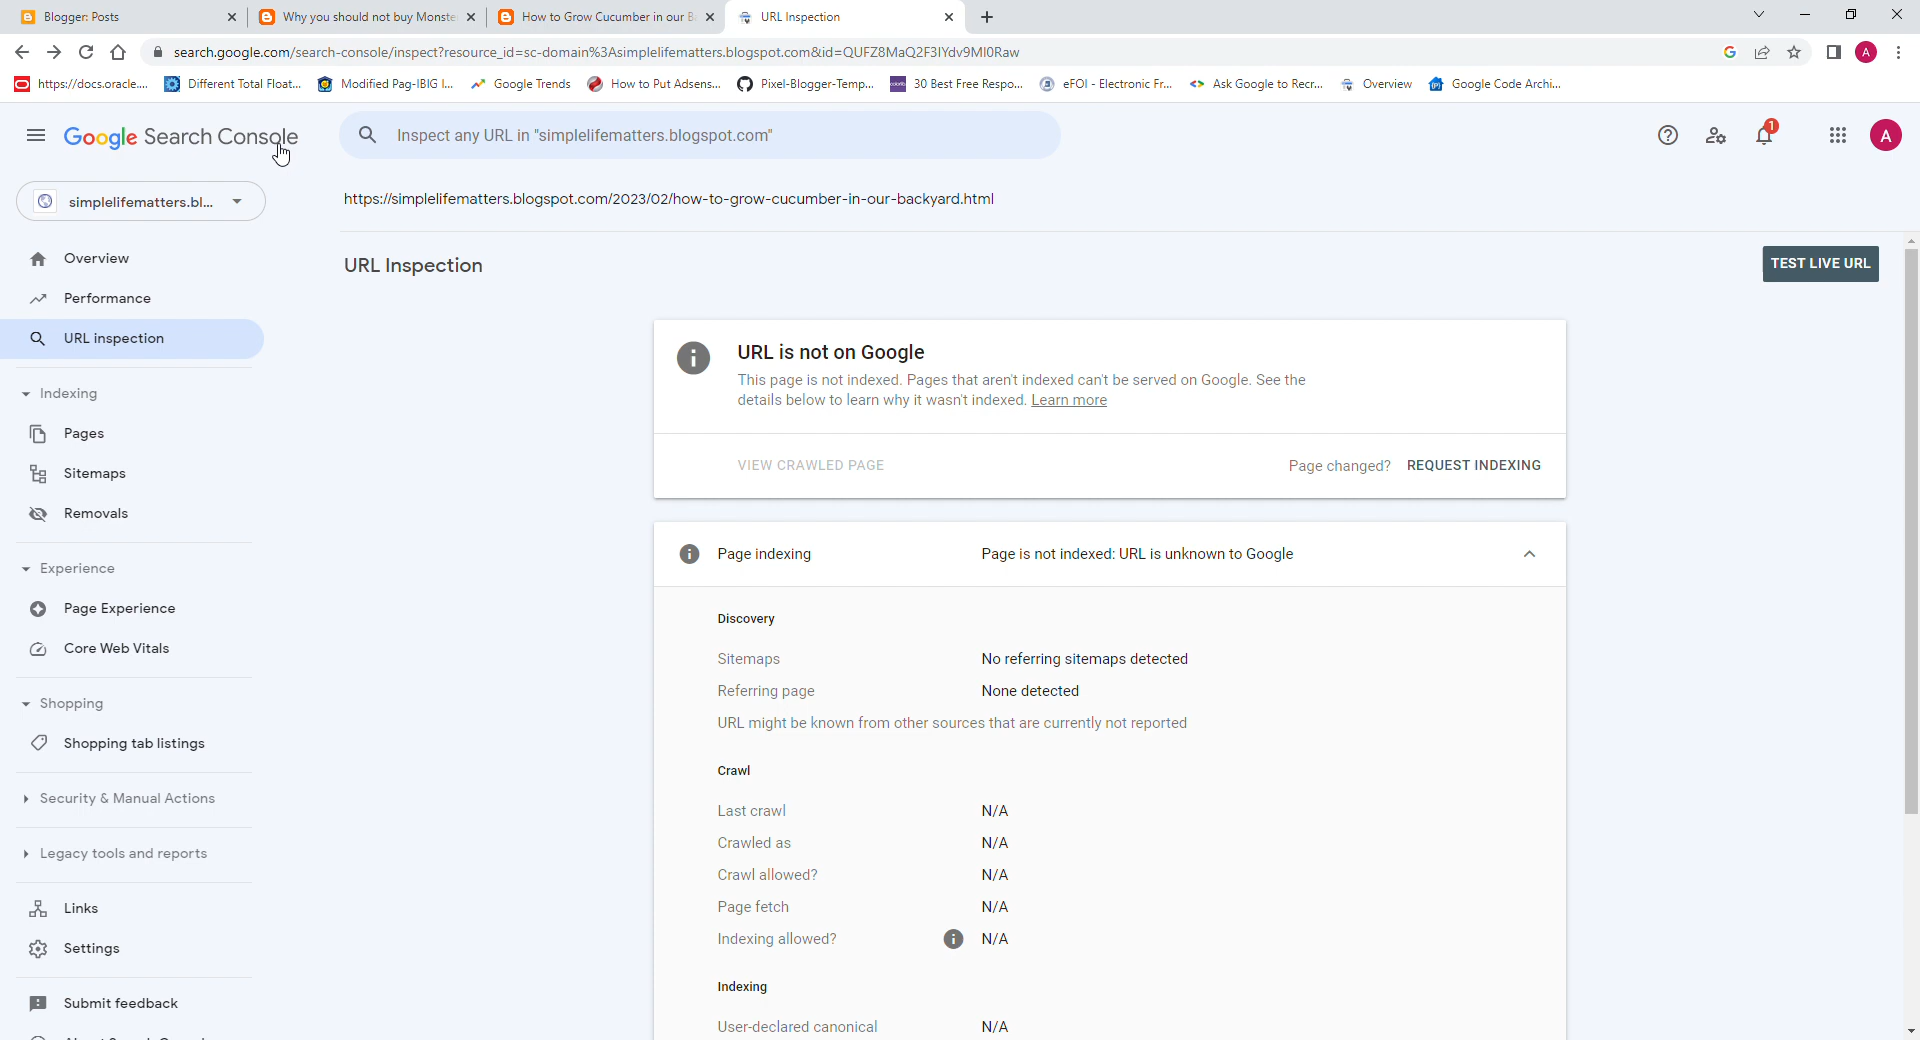 Blogger: Posts
Why you should not buy Monste
How to Grow Cucumber in our B
URL Inspection
search.google.com/search-console/inspect?resource_id=sc-domain%3Asimplelifematters.blogspot.com&id=QUFZ8MaQ2F3IYdv9MI0Raw
A
https://docs.oracle....
Different Total Float...
Modified Pag-IBIG I...
Google Trends
How to Put Adsens...
Pixel-Blogger-Temp...
30 Best Free Respo...
eFOI - Electronic Fr...
Ask Google to Recr...
Overview
Google Code Archi...
Google Search Console
Inspect any URL in "simplelifematters.blogspot.com"
1
A
simplelifematters.bl...
https://simplelifematters.blogspot.com/2023/02/how-to-grow-cucumber-in-our-backyard.html
Overview
Performance
URL inspection
Indexing
Pages
Sitemaps
Removals
Experience
Page Experience
Core Web Vitals
Shopping
Shopping tab listings
Security & Manual Actions
Legacy tools and reports
Links
Settings
Submit feedback
URL Inspection
TEST LIVE URL
URL is not on Google
This page is not indexed. Pages that aren't indexed can't be served on Google. See the
details below to learn why it wasn't indexed. Learn more
VIEW CRAWLED PAGE
Page changed? REQUEST INDEXING
Page indexing
Page is not indexed: URL is unknown to Google
Discovery
Sitemaps No referring sitemaps detected
Referring page None detected
URL might be known from other sources that are currently not reported
Crawl
Last crawl N/A
Crawled as N/A
Crawl allowed? N/A
Page fetch N/A
Indexing allowed? N/A
Indexing
User-declared canonical N/A